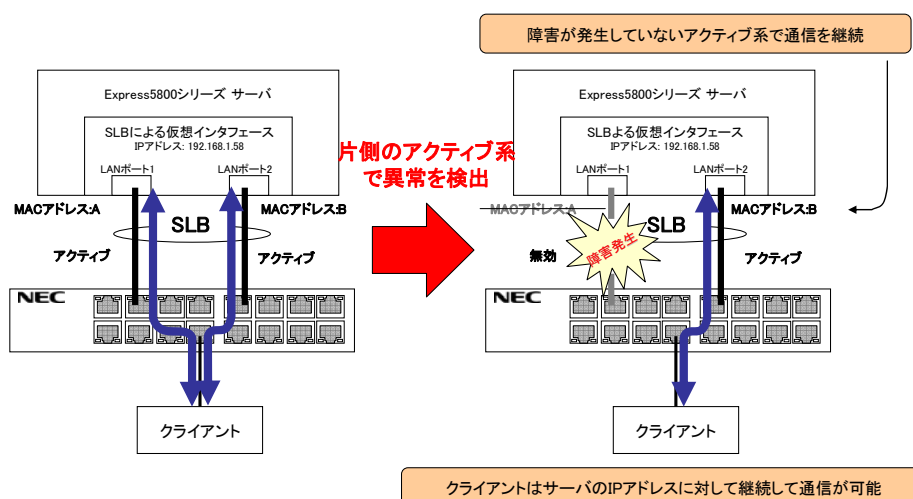 障害が発生していないアクティブ系で通信を継続
Express5800シリーズ サーバ
SLBによる仮想インタフェース
IPアドレス: 192.168.1.58
LANポート1
LANポート2
MACアドレス:A
MACアドレス:B
SLB
アクティブ
アクティブ
NEC
クライアント
片側のアクティブ系
で異常を検出
Express5800シリーズ サーバ
SLBよる仮想インタフェース
IPアドレス: 192.168.1.58
LANポート1
LANポート2
MACアドレス:A
MACアドレス:B
SLB
無効
障害発生
アクティブ
NEC
クライアント
クライアントはサーバのIPアドレスに対して継続して通信が可能